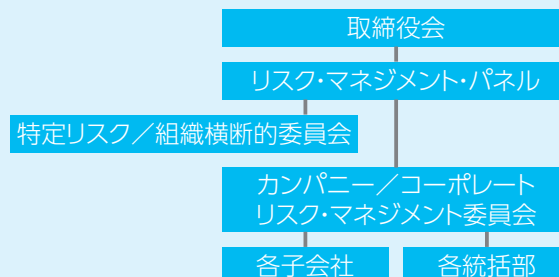 取締役会
リスク・マネジメント・パネル
特定リスク／組織横断的委員会
カンパニー／コーポレート
リスク・マネジメント委員会
各子会社
各統括部